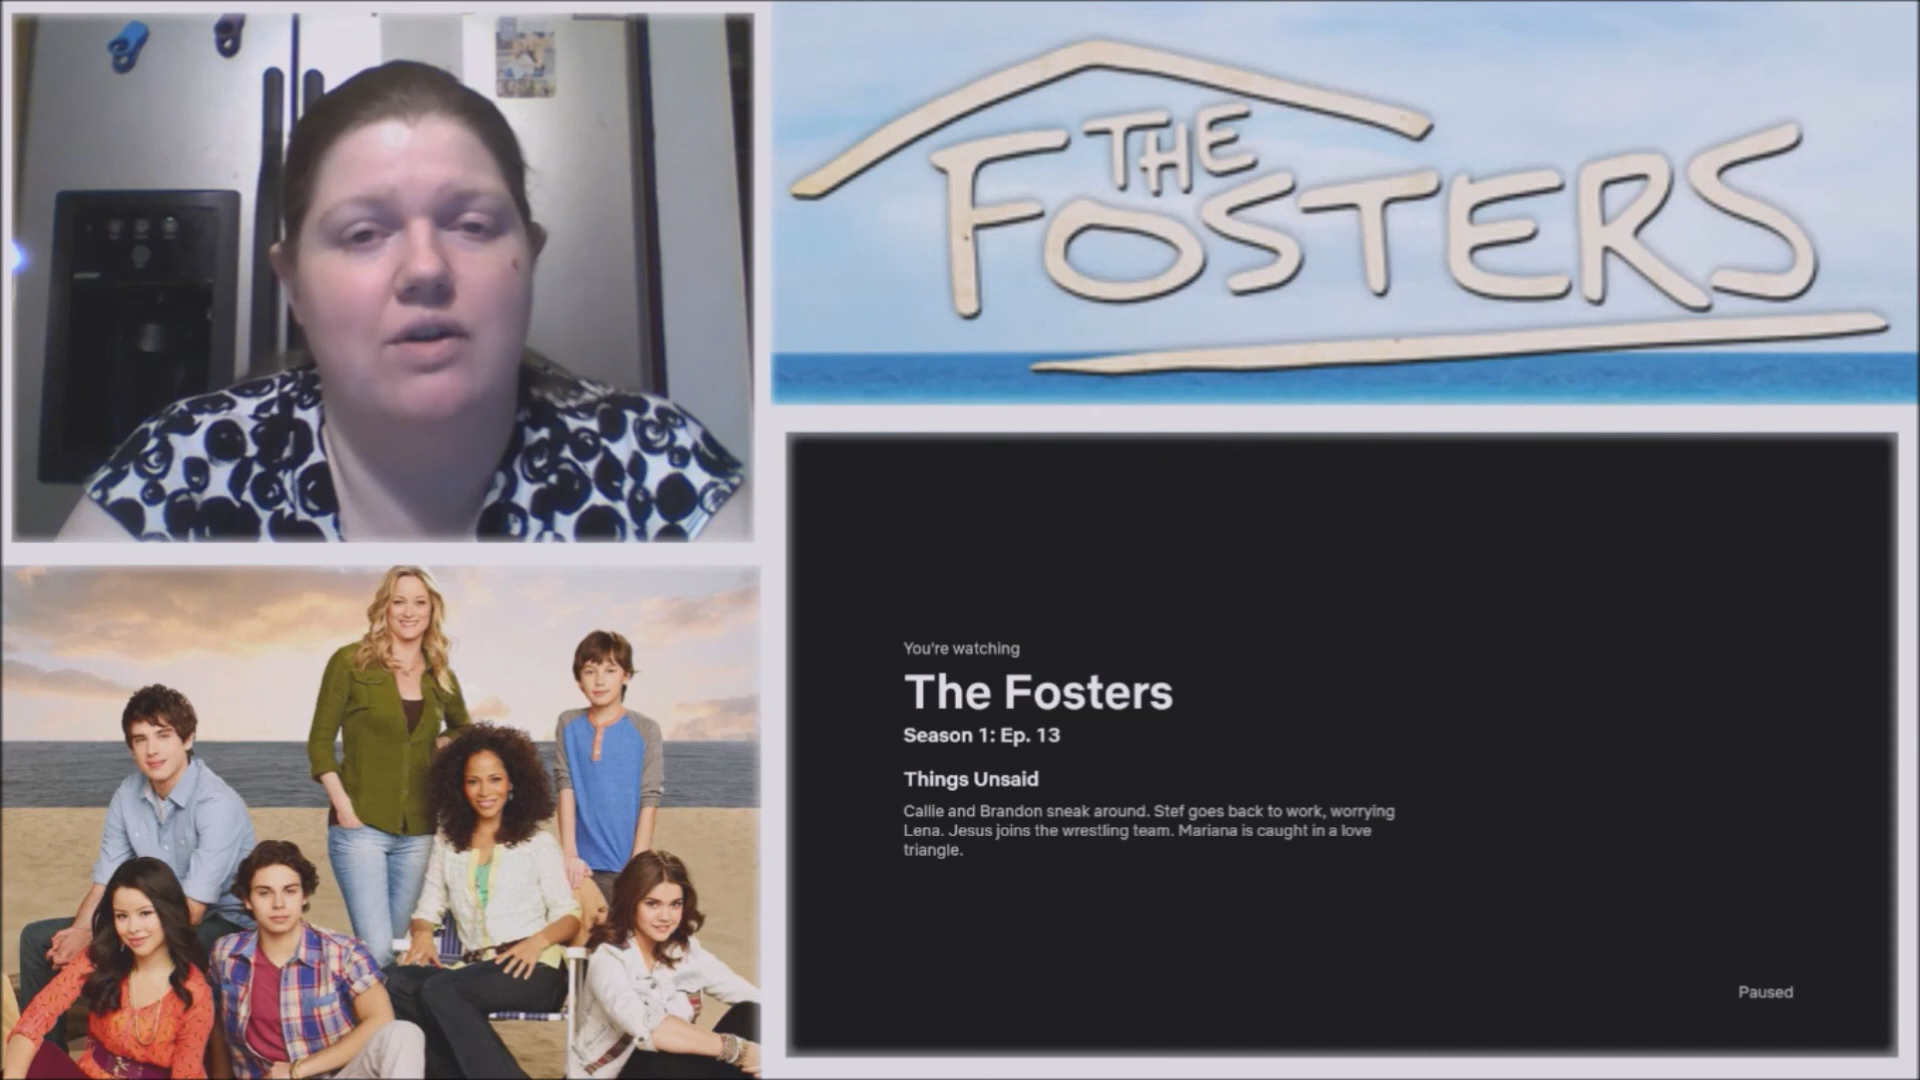 THE
FOSTERS
You're watching
The Fosters
Season 1: Ep. 13
Things Unsaid
Callie and Brandon sneak around. Stef goes back to work, worrying
Lena. Jesus joins the wrestling team. Mariana is caught in a love
triangle.
Paused